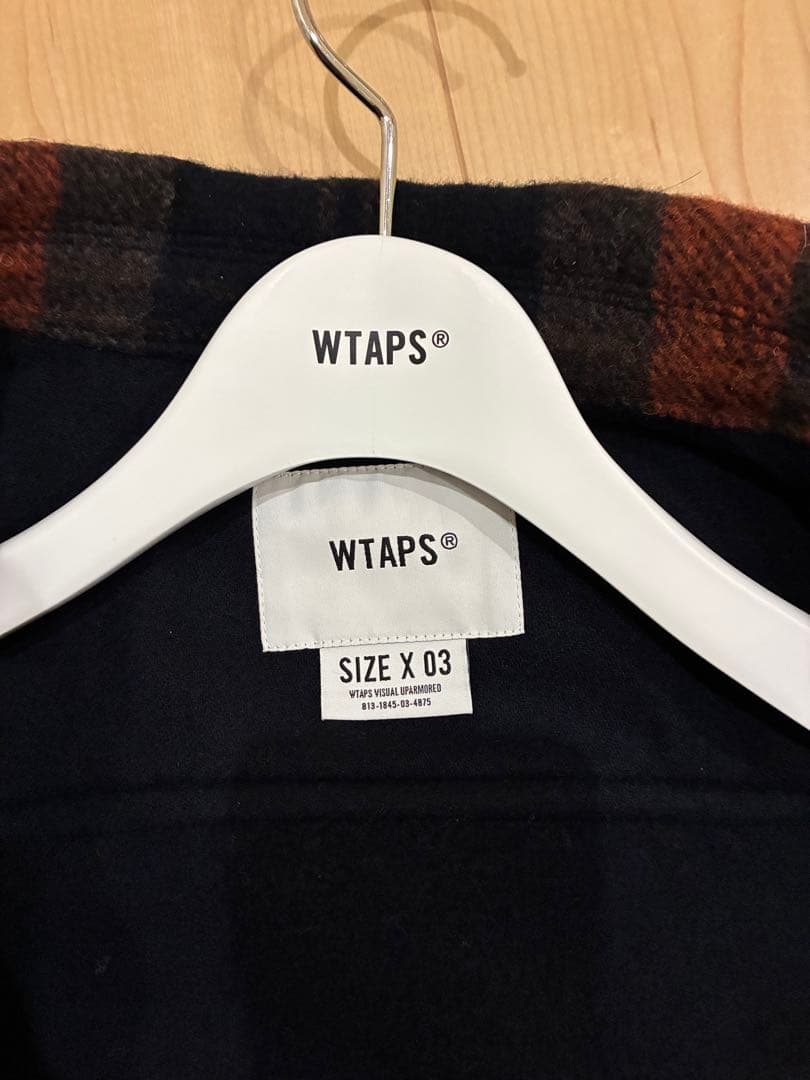 WTAPS®
WTAPS®
SIZE X 03
WTAPS VISUAL UPARMORED
813-1845-03-4875